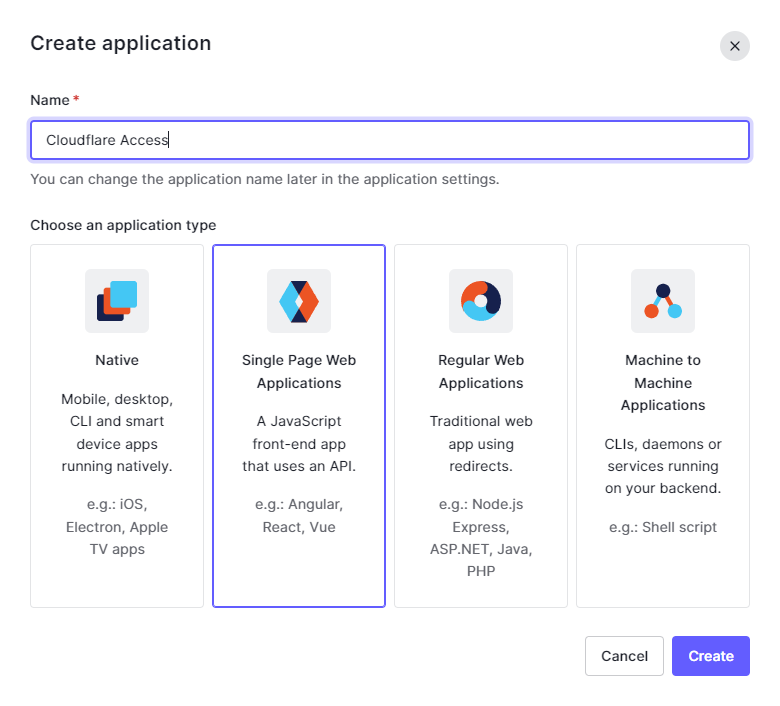 Create application
Name *
Cloudflare Access
You can change the application name later in the application settings.
Choose an application type
Native
Mobile, desktop,
CLI and smart
device apps
running natively.
e.g.: iOS,
Electron, Apple
TV apps
Single Page Web
Applications
A JavaScript
front-end app
that uses an API.
e.g.: Angular,
React, Vue
Regular Web
Applications
Traditional web
app using
redirects.
e.g.: Node.js
Express,
ASP.NET, Java,
PHP
Machine to
Machine
Applications
CLIs, daemons or
services running
on your backend.
e.g.: Shell script
Cancel
Create